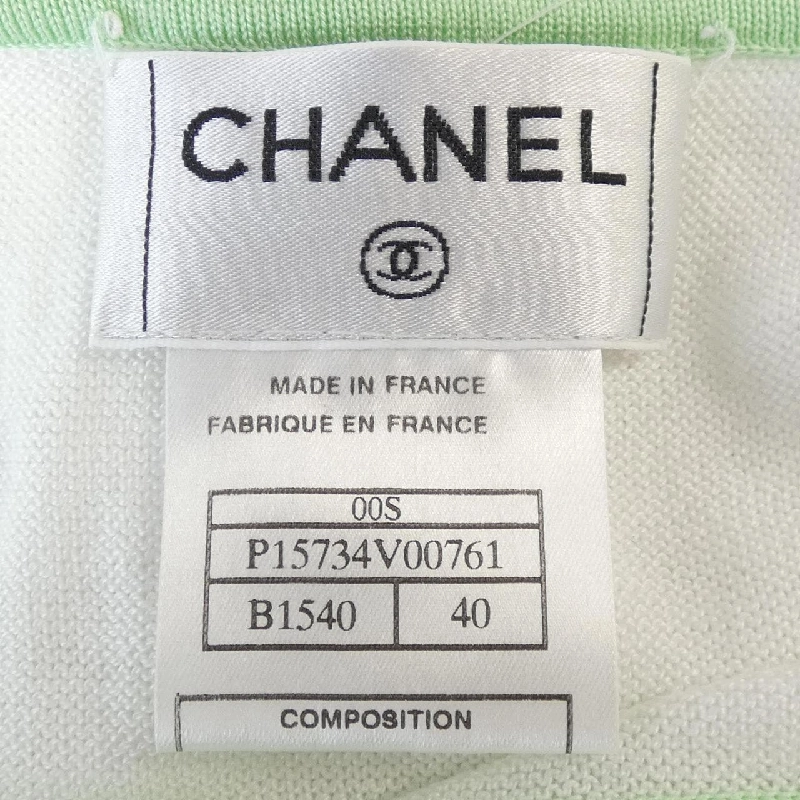 CHANEL
MADE IN FRANCE
FABRIQUE EN FRANCE
00S
P15734V00761
B1540 40
COMPOSITION